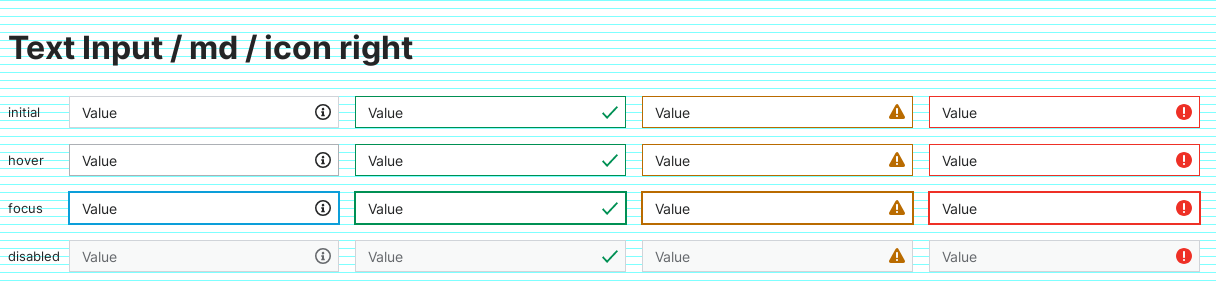 Text Input / md / icon right
initial Value Value Value Value
hover Value Value Value Value
focus Value Value Value Value
disabled Value Value Value Value